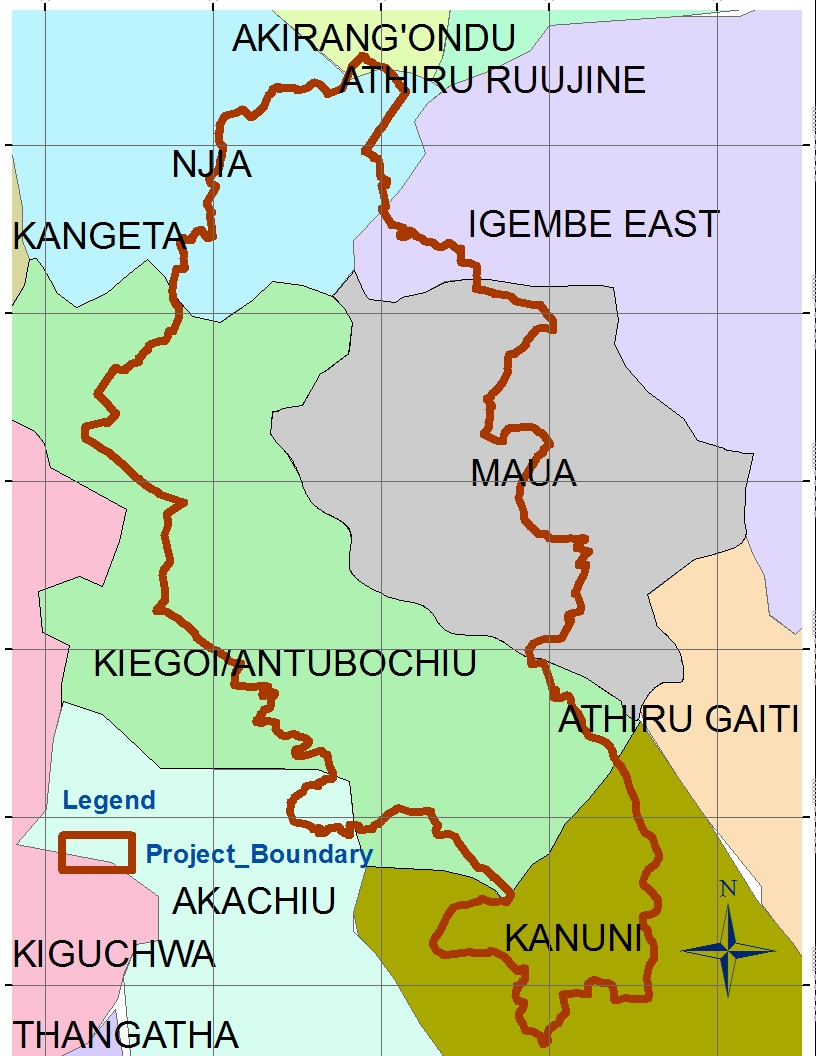 AKIRANG'ONDU
ATHIRU RUUJINE
NJIA
IGEMBE EAST
KANGETA
MAUA
KIEGOI/ANTUBOCHIU
ATHIRU GAITI
Legend
Project_Boundary
N
AKACHIU
KANUNI
KIGUCHWA
THANGATHA